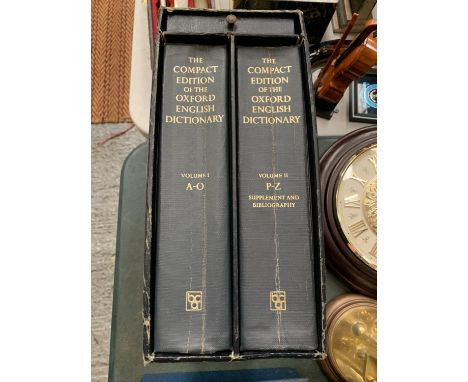 THE
COMPACT
EDITION
OF THE
OXFORD
ENGLISH
DICTIONARY
VOLUME I
A-O
THE
COMPACT
EDITION
OF THE
OXFORD
ENGLISH
DICTIONARY
VOLUME II
P-Z
SUPPLEMENT AND
BIBLIOGRAPHY